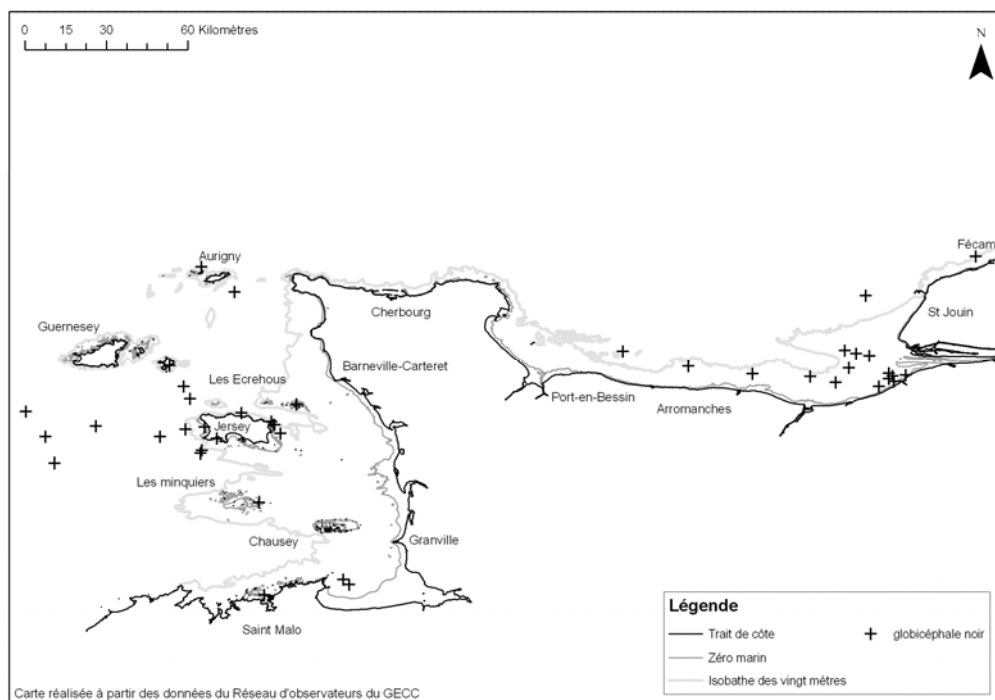 0 15 30 60 Kilomètres
N
Fécam
Aurigny
St Jouin
Cherbourg
Guernesey
Barneville-Carteret
Les Ecrehous
Port-en-Bessin
Arromanches
Jersey
Les minquiers
Chausey
Granville
Saint Malo
Légende
Trait de côte
globicéphale noir
Zéro marin
Isobathe des vingt mètres
Carte réalisée à partir des données du Réseau d'observateurs du GECC